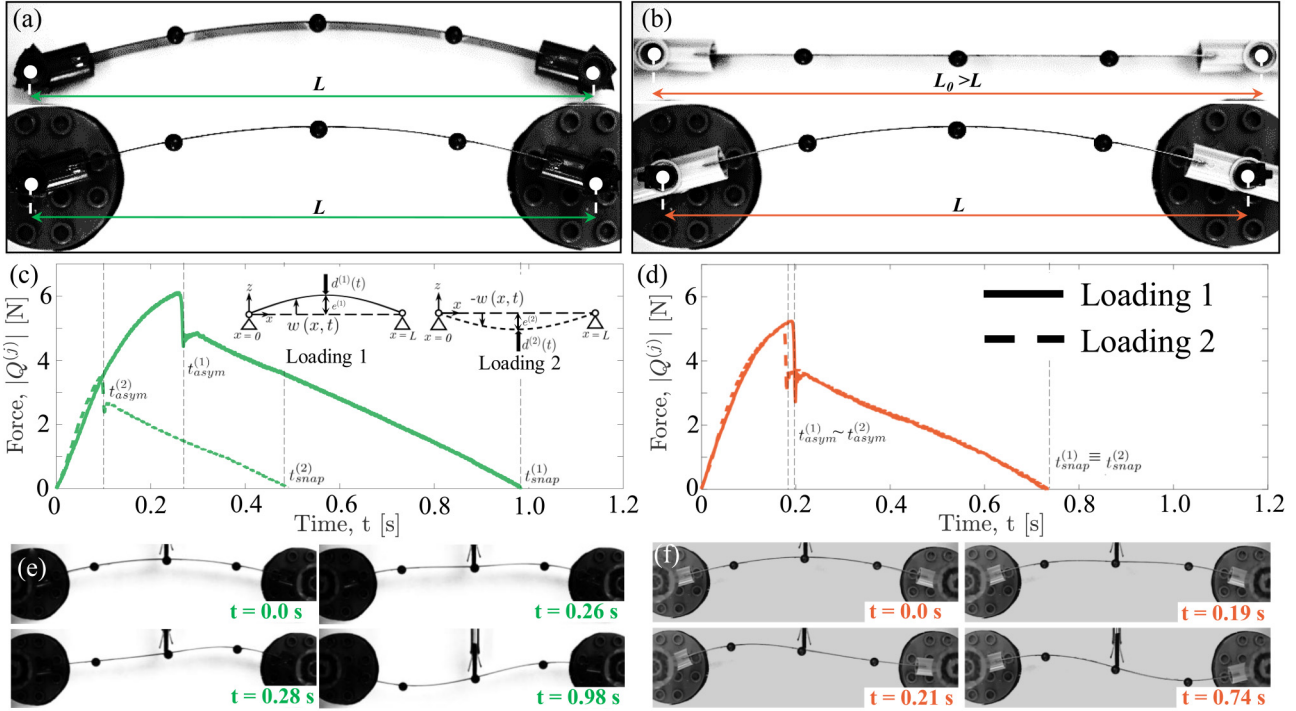 (a)
L
L
(b)
L₀ >L
L
(c)
Force, |Q⁽ʲ⁾| [N]
6
4
2
0
0
0.2
0.4
0.6
0.8
1.0
1.2
Time, t [s]
t⁽²⁾asym
t⁽¹⁾asym
t⁽²⁾snap
t⁽¹⁾snap
z
d⁽¹⁾(t)
e⁽¹⁾
x
w (x, t)
x=0
x=L
Loading 1
z
x
-w (x, t)
e⁽²⁾
d⁽²⁾(t)
x=0
x=L
Loading 2
(d)
Loading 1
Loading 2
Force, |Q⁽ʲ⁾| [N]
6
4
2
0
0
0.2
0.4
0.6
0.8
1.0
1.2
Time, t [s]
t⁽¹⁾asym ~ t⁽²⁾asym
t⁽¹⁾snap ≡ t⁽²⁾snap
(e)
t = 0.0 s
t = 0.26 s
t = 0.28 s
t = 0.98 s
(f)
t = 0.0 s
t = 0.19 s
t = 0.21 s
t = 0.74 s